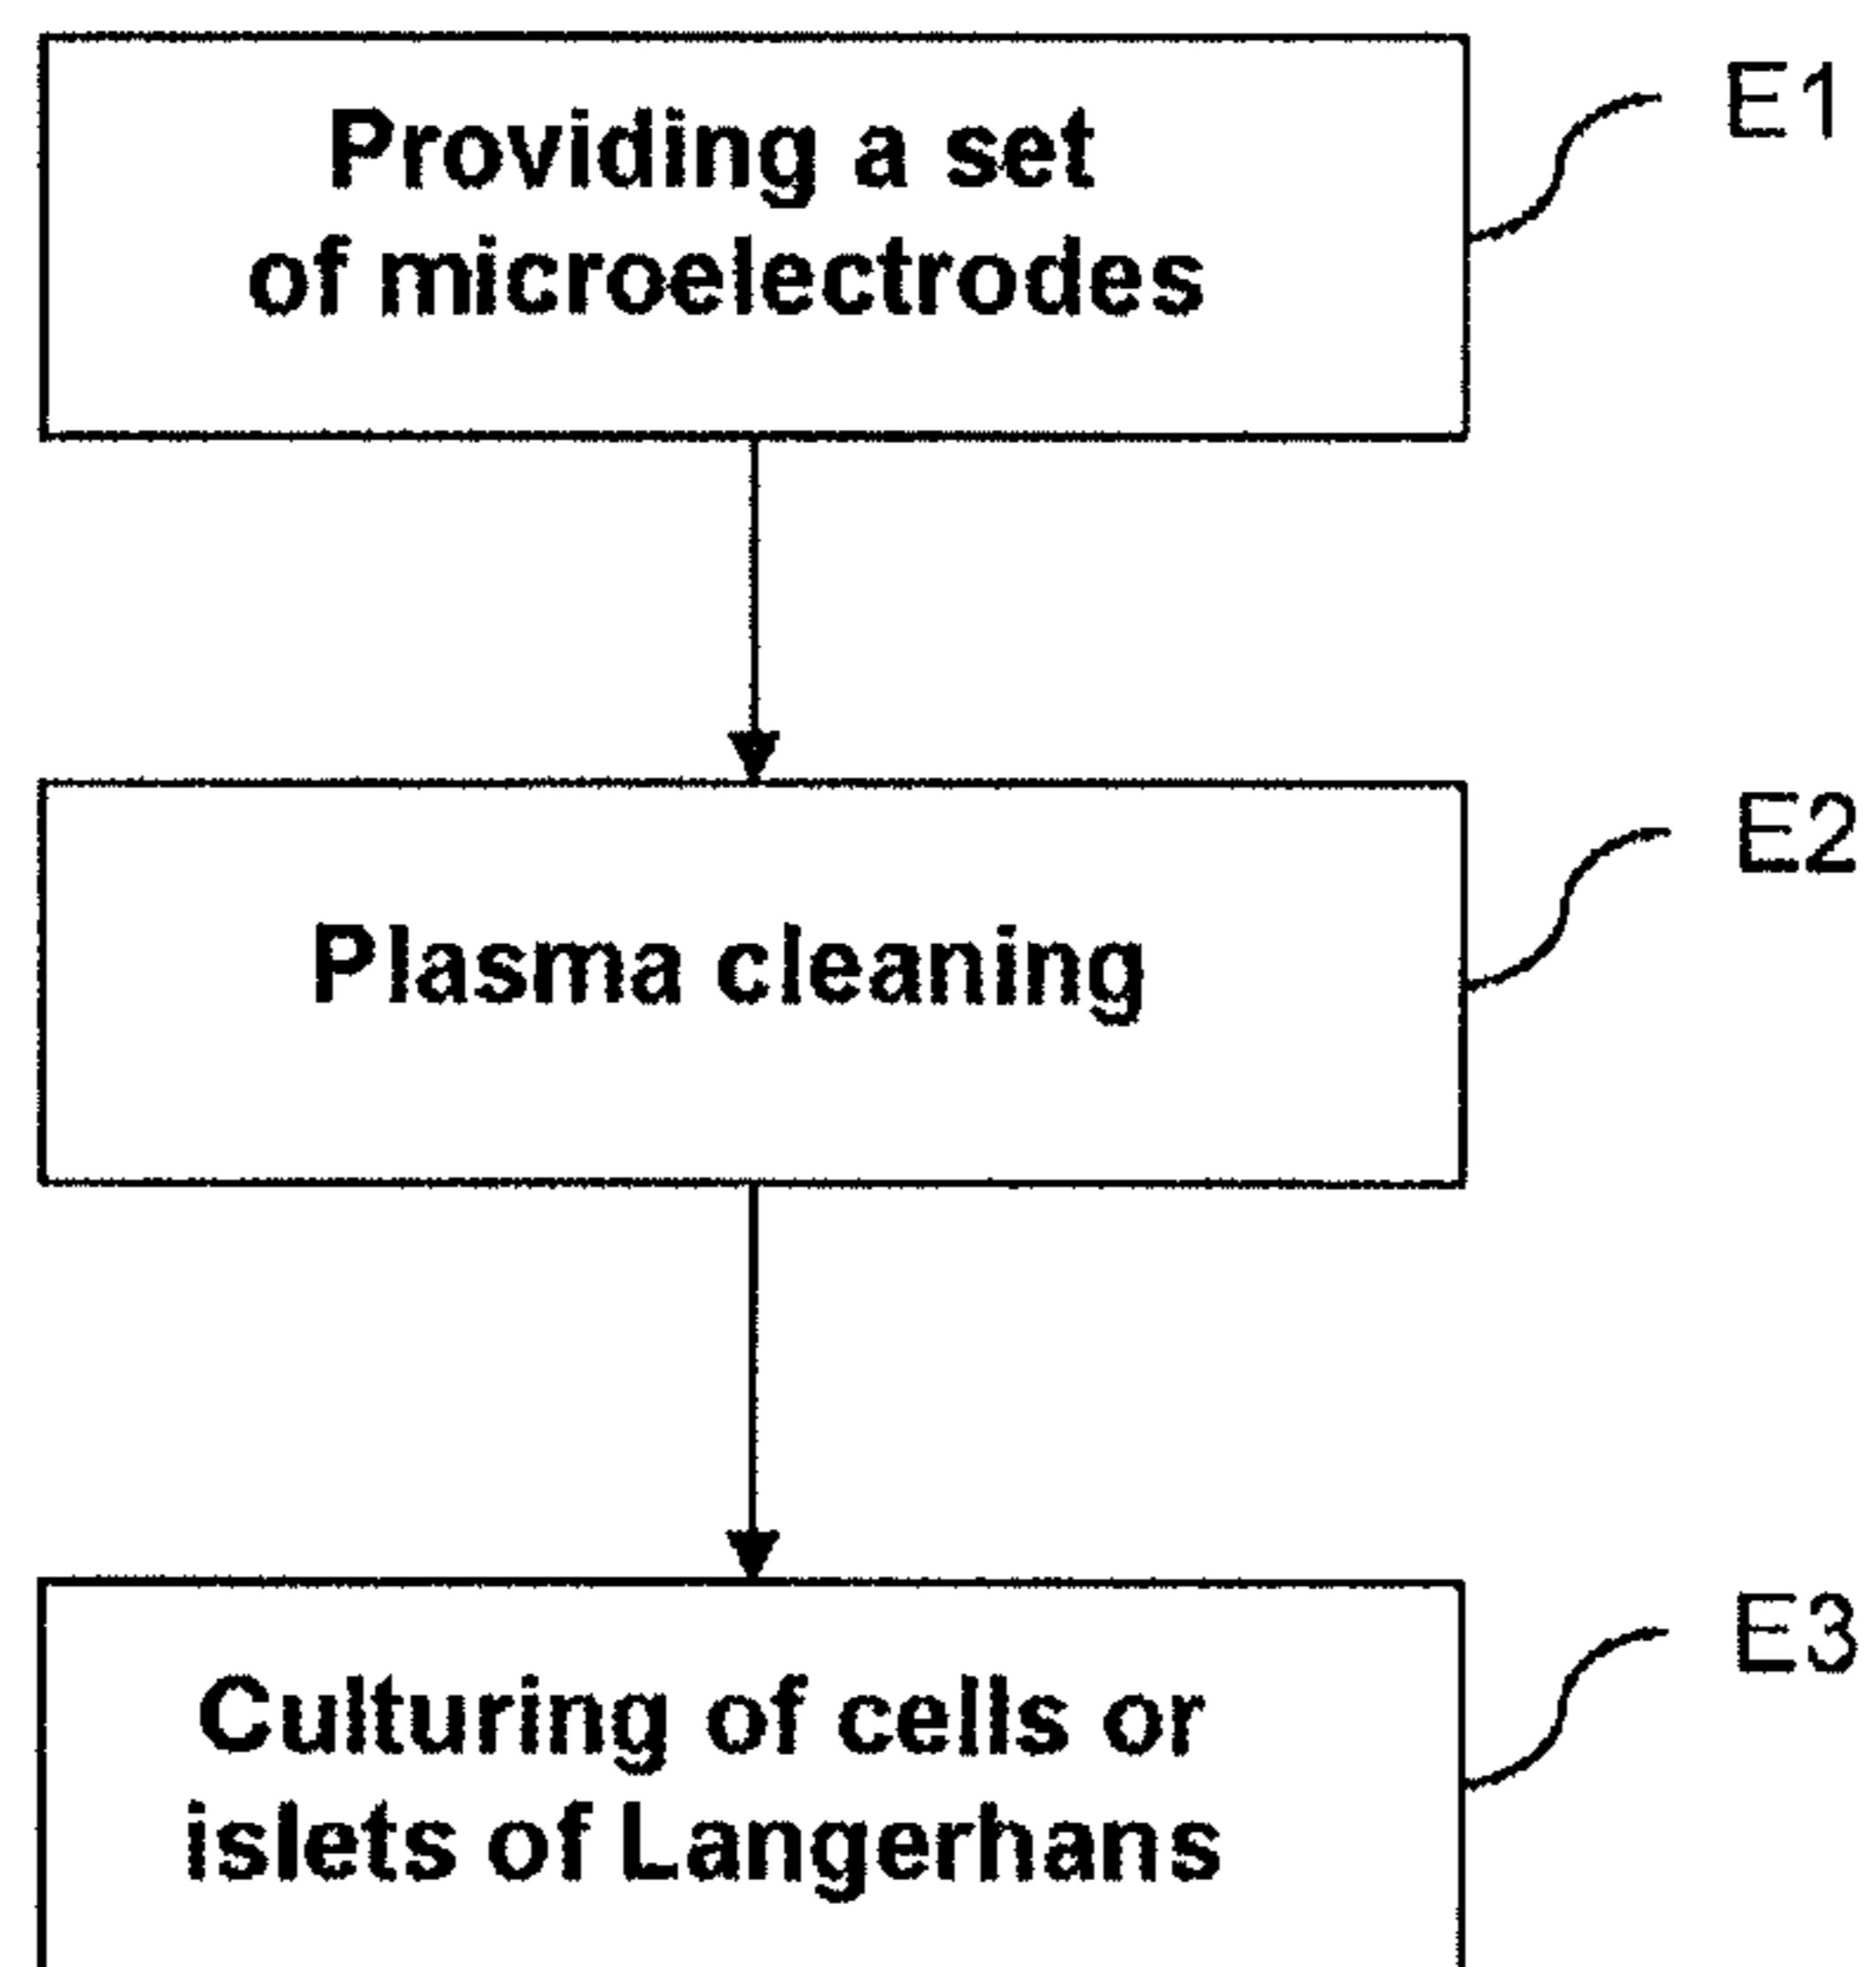 Providing a set
of microelectrodes
E1
Plasma cleaning
E2
Culturing of cells or
islets of Langerhans
E3